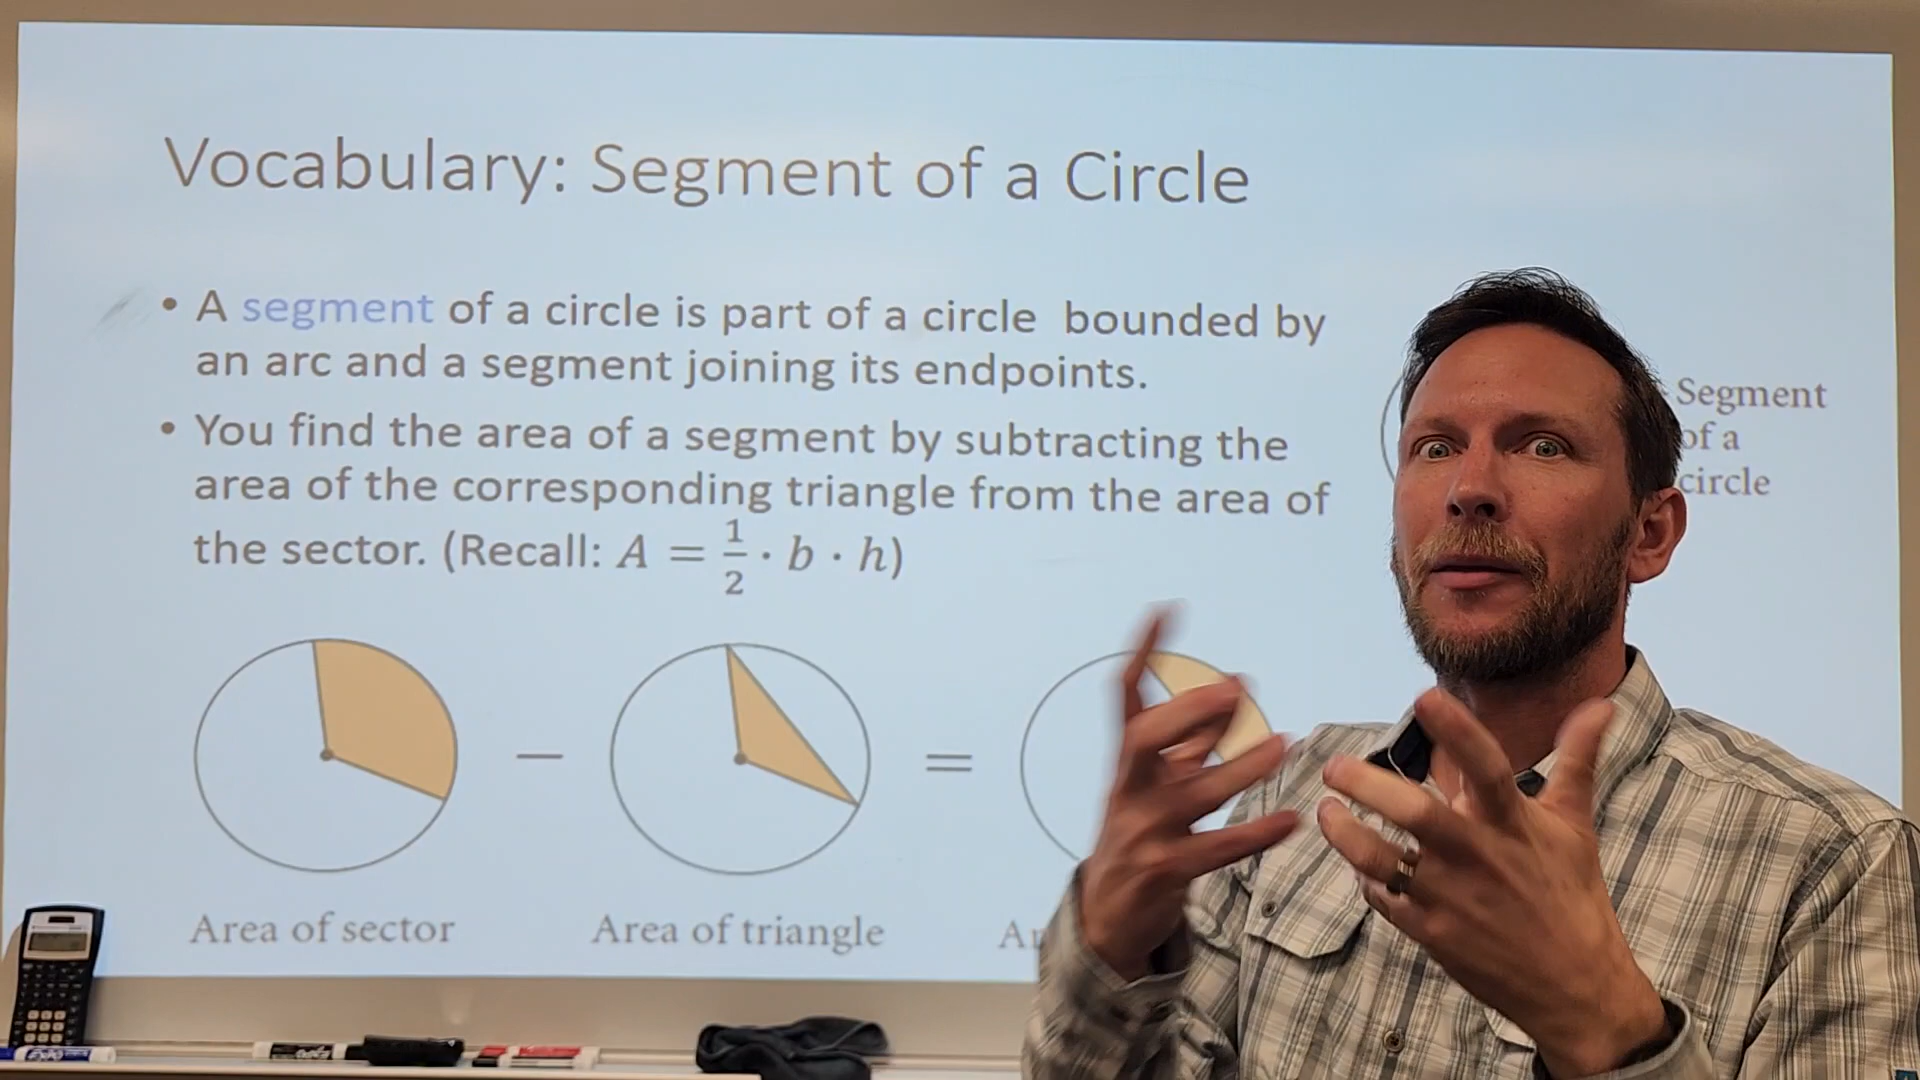 Vocabulary: Segment of a Circle
• A segment of a circle is part of a circle bounded by
an arc and a segment joining its endpoints.
• You find the area of a segment by subtracting the
area of the corresponding triangle from the area of
the sector. (Recall: A = 1/2 · b · h)
Segment
of a
circle
− =
Area of sector Area of triangle
EXPO